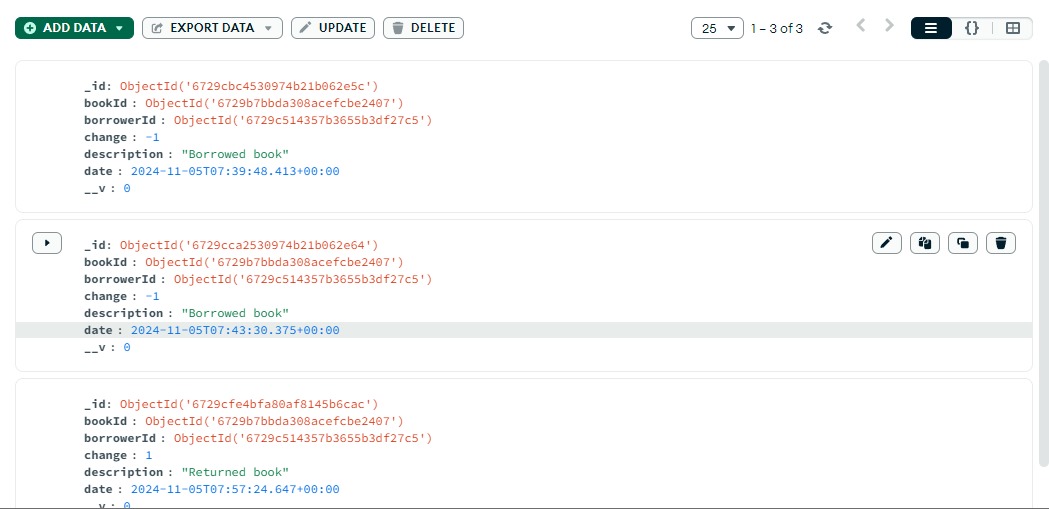 ADD DATA EXPORT DATA UPDATE DELETE 25 1 – 3 of 3 {}
_id: ObjectId('6729cbc4530974b21b062e5c')
bookId : ObjectId('6729b7bbda308acefcbe2407')
borrowerId : ObjectId('6729c514357b3655b3df27c5')
change : -1
description : "Borrowed book"
date : 2024-11-05T07:39:48.413+00:00
__v : 0
_id: ObjectId('6729cca2530974b21b062e64')
bookId : ObjectId('6729b7bbda308acefcbe2407')
borrowerId : ObjectId('6729c514357b3655b3df27c5')
change : -1
description : "Borrowed book"
date : 2024-11-05T07:43:30.375+00:00
__v : 0
_id: ObjectId('6729cfe4bfa80af8145b6cac')
bookId : ObjectId('6729b7bbda308acefcbe2407')
borrowerId : ObjectId('6729c514357b3655b3df27c5')
change : 1
description : "Returned book"
date : 2024-11-05T07:57:24.647+00:00
__v : 0